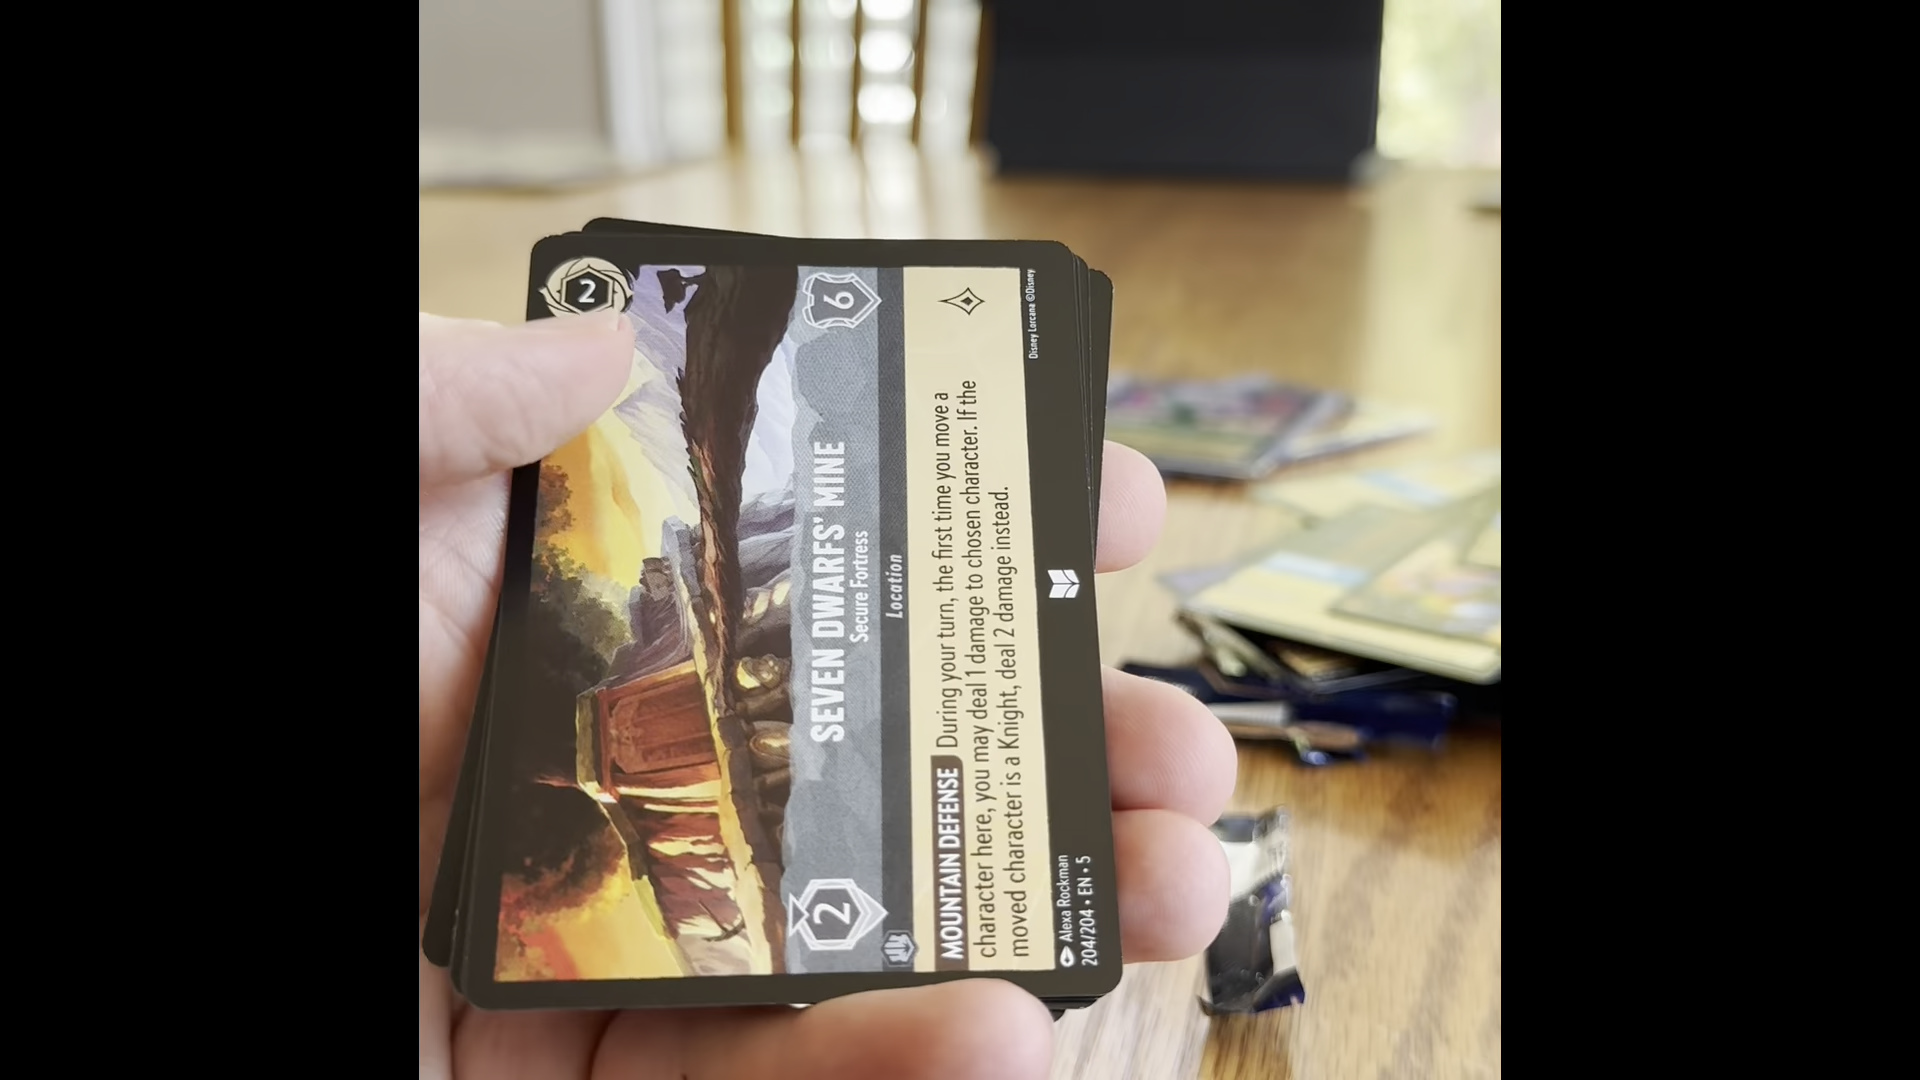 2
SEVEN DWARFS' MINE
Secure Fortress
2
6
Location
MOUNTAIN DEFENSE During your turn, the first time you move a
character here, you may deal 1 damage to chosen character. If the
moved character is a Knight, deal 2 damage instead.
Alexa Rockman
204/204 • EN • 5
Disney Lorcana ©Disney